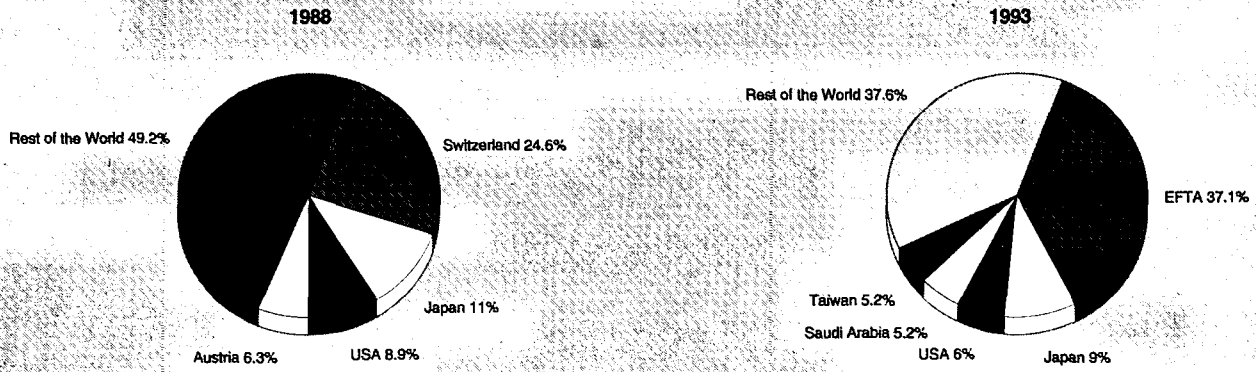 1988
Rest of the World 49.2%
Switzerland 24.6%
Japan 11%
USA 8.9%
Austria 6.3%
1993
Rest of the World 37.6%
EFTA 37.1%
Taiwan 5.2%
Saudi Arabia 5.2%
USA 6%
Japan 9%